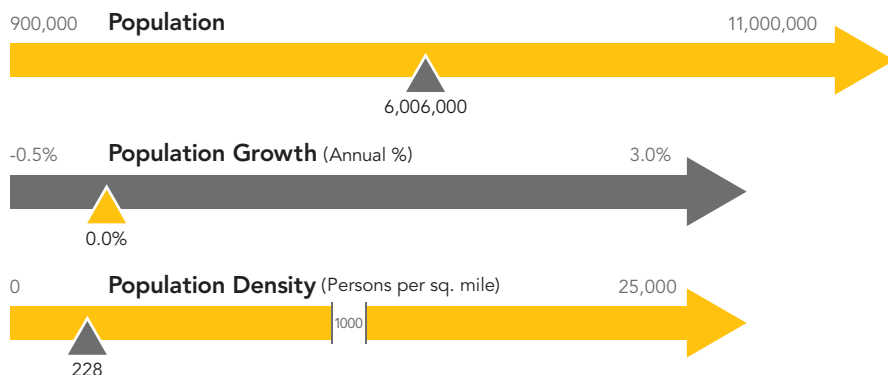 900,000 Population 11,000,000
6,006,000
-0.5% Population Growth (Annual %) 3.0%
0.0%
0 Population Density (Persons per sq. mile) 25,000
1000
228